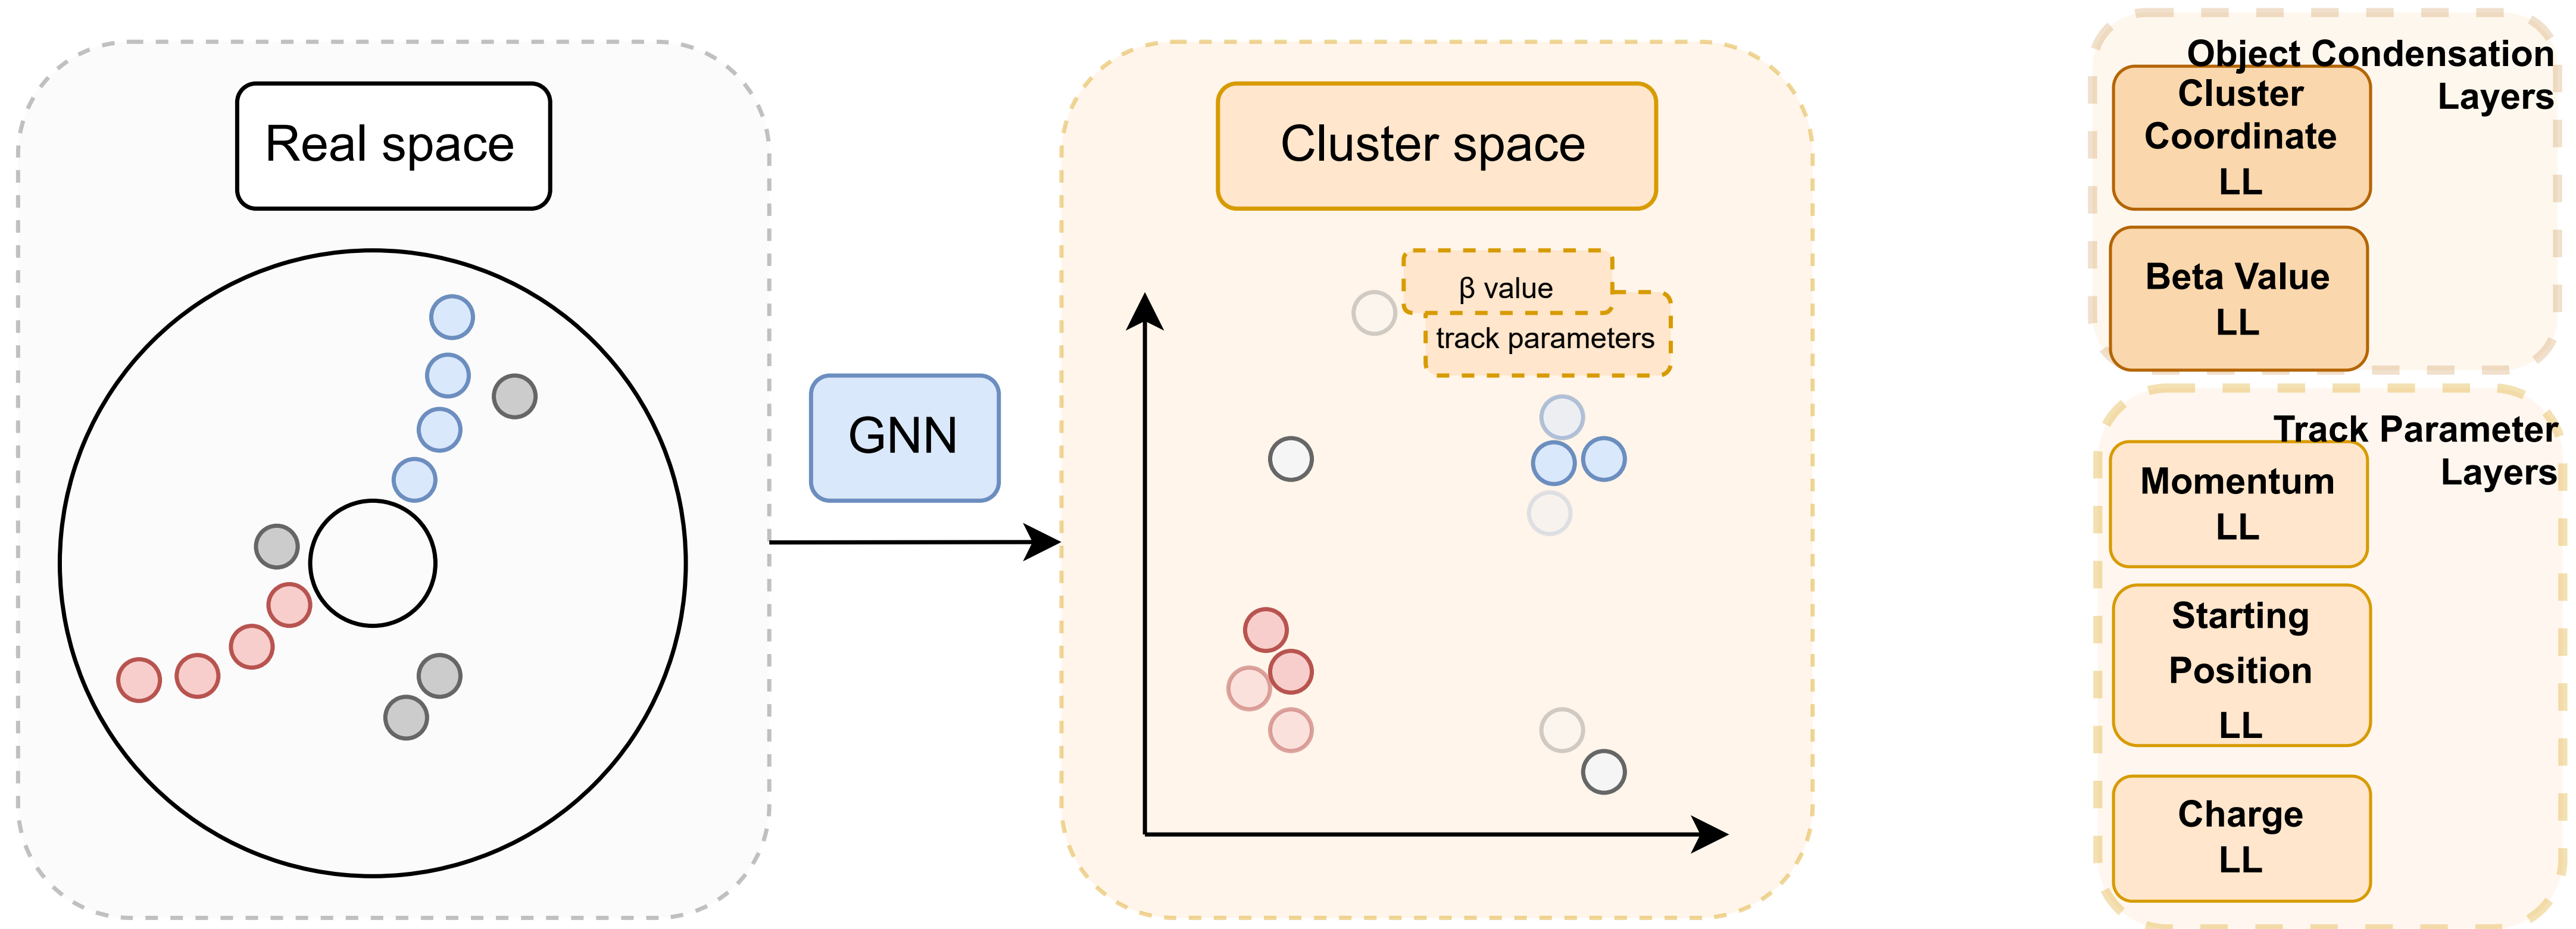 Real space
GNN
Cluster space
β value
track parameters
Object Condensation
Layers
Cluster
Coordinate
LL
Beta Value
LL
Track Parameter
Layers
Momentum
LL
Starting
Position
LL
Charge
LL